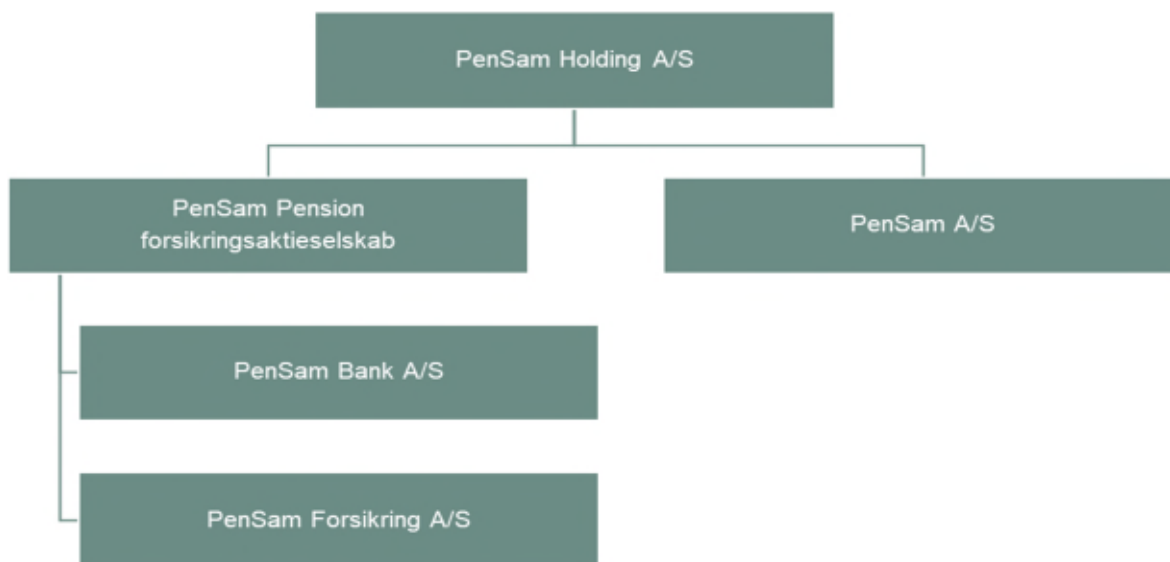 PenSam Holding A/S
PenSam Pension
forsikringsaktieselskab
PenSam A/S
PenSam Bank A/S
PenSam Forsikring A/S